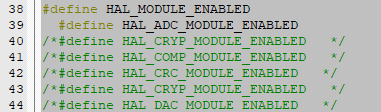 38 #define HAL_MODULE_ENABLED
39   #define HAL_ADC_MODULE_ENABLED
40 /*#define HAL_CRYP_MODULE_ENABLED   */
41 /*#define HAL_COMP_MODULE_ENABLED   */
42 /*#define HAL_CRC_MODULE_ENABLED   */
43 /*#define HAL_CRYP_MODULE_ENABLED   */
44 /*#define HAL_DAC_MODULE_ENABLED   */